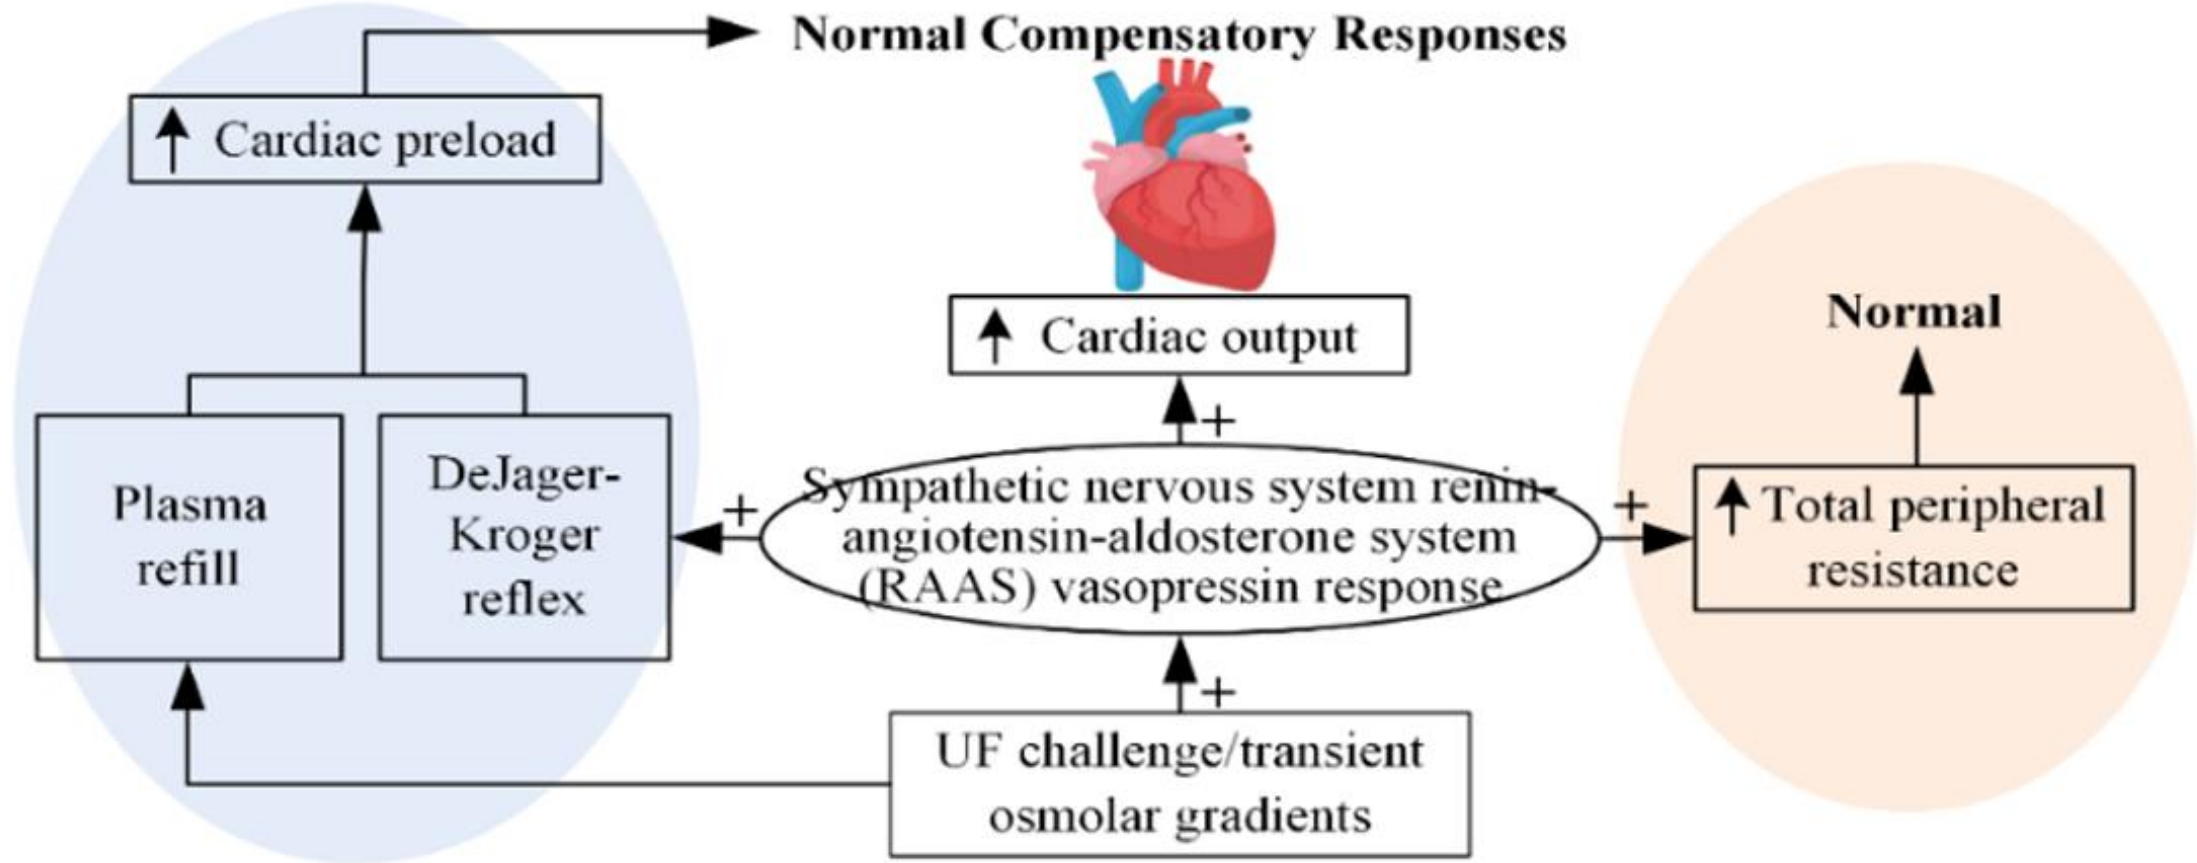 Normal Compensatory Responses
↑ Cardiac preload
↑ Cardiac output
Normal
Plasma
refill
DeJager-
Kroger
reflex
+
+
Sympathetic nervous system renin-
angiotensin-aldosterone system
(RAAS) vasopressin response
+
↑ Total peripheral
resistance
+
UF challenge/transient
osmolar gradients